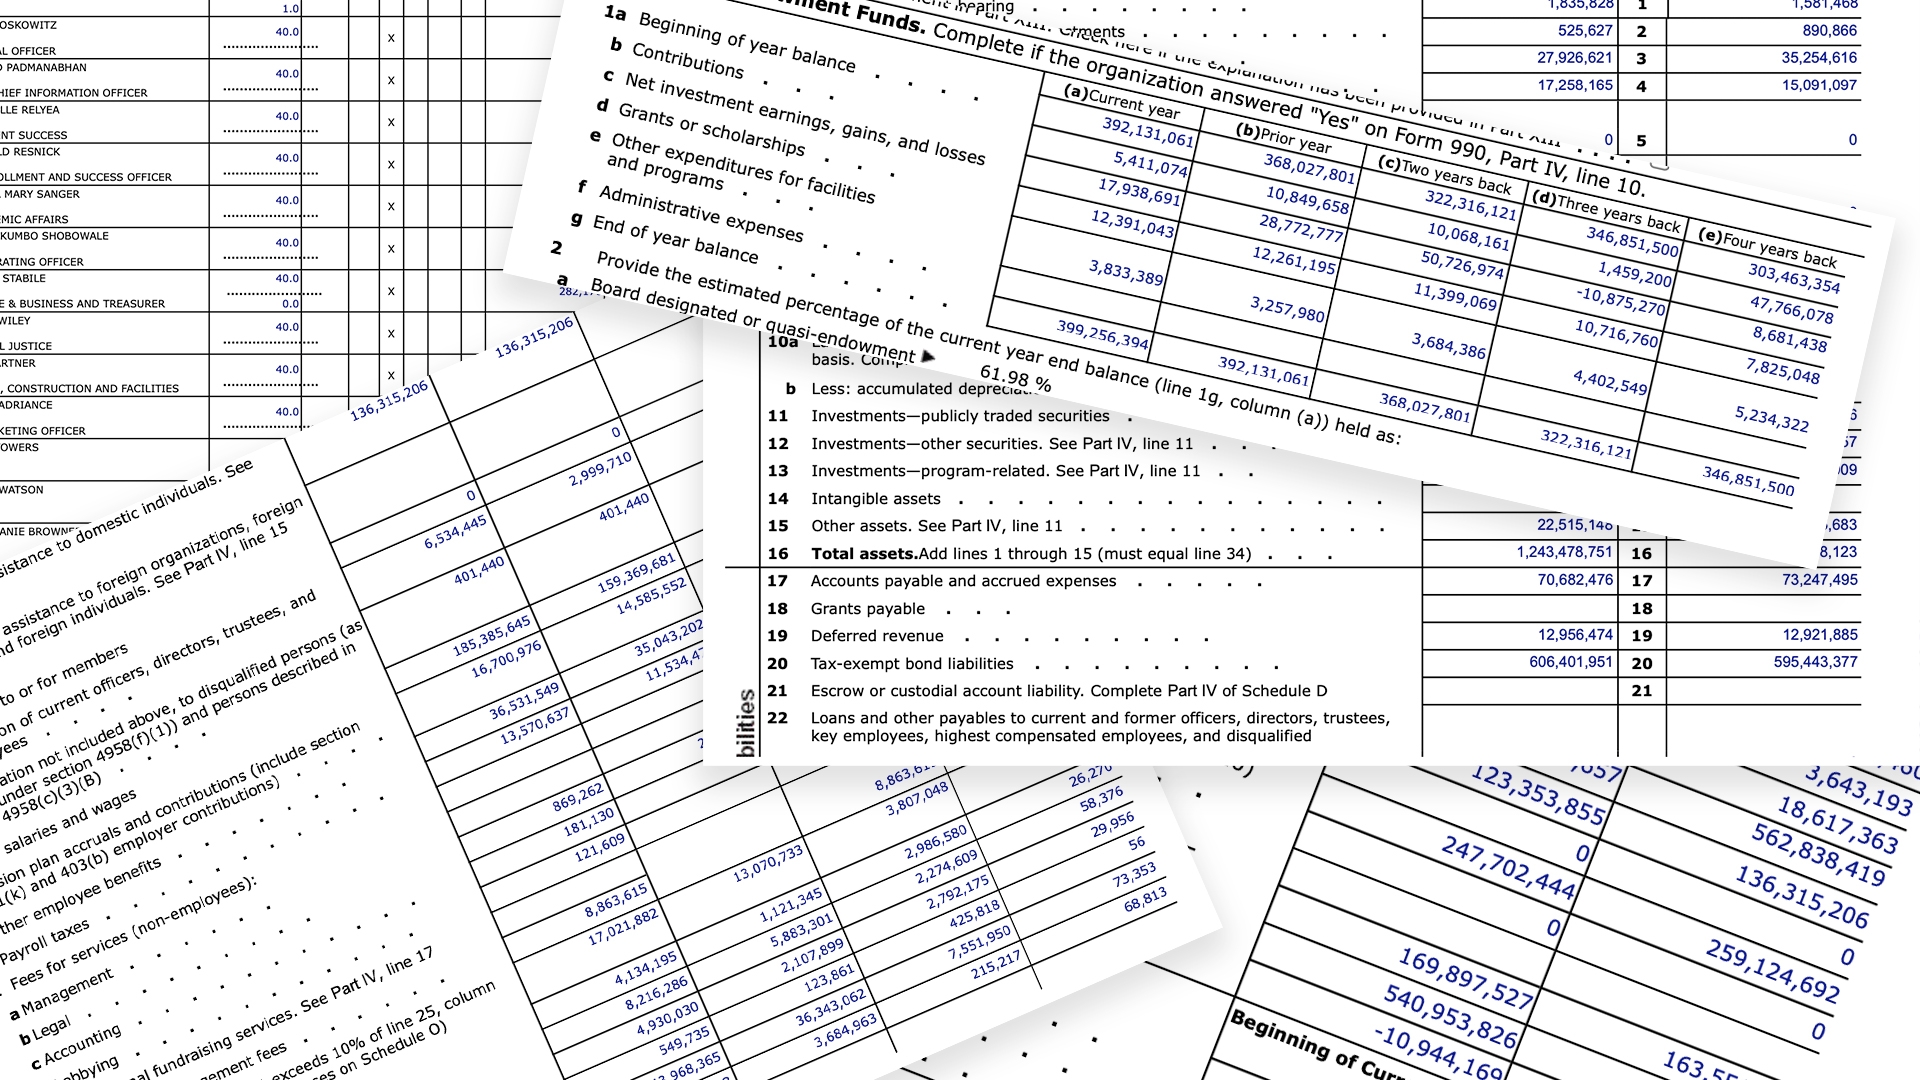 1.0
OSKOWITZ 40.0 X
AL OFFICER
O PADMANABHAN 40.0 X
HIEF INFORMATION OFFICER
LLE RELYEA 40.0 X
NT SUCCESS
LD RESNICK 40.0 X
OLLMENT AND SUCCESS OFFICER
MARY SANGER 40.0 X
EMIC AFFAIRS
KUMBO SHOBOWALE 40.0 X
RATING OFFICER
STABILE 40.0 X
E & BUSINESS AND TREASURER 0.0
WILEY 40.0 X
L JUSTICE
ARTNER 40.0 X
, CONSTRUCTION AND FACILITIES
ADRIANCE 40.0
KETING OFFICER
OWERS
WATSON
ANIE BROWNE
1,835,828 1 1,581,468
525,627 2 890,866
27,926,621 3 35,254,616
17,258,165 4 15,091,097
0 5 0
ment Funds. Complete if the organization answered "Yes" on Form 990, Part IV, line 10.
(a)Current year (b)Prior year (c)Two years back (d)Three years back (e)Four years back
1a Beginning of year balance . . . . 392,131,061 368,027,801 322,316,121 346,851,500 303,463,354
b Contributions . . . 5,411,074 10,849,658 10,068,161 1,459,200 47,766,078
c Net investment earnings, gains, and losses 17,938,691 28,772,777 50,726,974 -10,875,270 8,681,438
d Grants or scholarships . . . 12,391,043 12,261,195 11,399,069 10,716,760 7,825,048
e Other expenditures for facilities
and programs . . . 3,833,389 3,257,980 3,684,386 4,402,549 5,234,322
f Administrative expenses . . . .
g End of year balance . . . . . 399,256,394 392,131,061 368,027,801 322,316,121 346,851,500
2 Provide the estimated percentage of the current year end balance (line 1g, column (a)) held as:
a Board designated or quasi-endowment ▶ 61.98 %
10a
basis. Comp
b Less: accumulated deprecia
11 Investments—publicly traded securities .
12 Investments—other securities. See Part IV, line 11 . . .
13 Investments—program-related. See Part IV, line 11 . .
14 Intangible assets . . . . . . . . . . . . . .
15 Other assets. See Part IV, line 11 . . . . . . . . . . 22,515,146 ,683
16 Total assets.Add lines 1 through 15 (must equal line 34) . . . 1,243,478,751 16 8,123
17 Accounts payable and accrued expenses . . . . . 70,682,476 17 73,247,495
18 Grants payable . . . 18
19 Deferred revenue . . . . . . . . . 12,956,474 19 12,921,885
20 Tax-exempt bond liabilities . . . . . . . . 606,401,951 20 595,443,377
21 Escrow or custodial account liability. Complete Part IV of Schedule D 21
22 Loans and other payables to current and former officers, directors, trustees,
key employees, highest compensated employees, and disqualified
bilities
136,315,206 136,315,206
sistance to domestic individuals. See
0 0
assistance to foreign organizations, foreign
nd foreign individuals. See Part IV, line 15
6,534,445 2,999,710
to or for members
401,440 401,440
on of current officers, directors, trustees, and
yees
ation not included above, to disqualified persons (as
under section 4958(f)(1)) and persons described in
4958(c)(3)(B)
185,385,645 159,369,681
salaries and wages
16,700,976 14,585,552
sion plan accruals and contributions (include section
1(k) and 403(b) employer contributions)
36,531,549 35,043,202
ther employee benefits
13,570,637 11,534,4
Payroll taxes
Fees for services (non-employees):
a Management
869,262
b Legal
181,130
c Accounting
121,609
obbying
al fundraising services. See Part IV, line 17
ement fees
exceeds 10% of line 25, column
es on Schedule O)
8,863,615 8,863,61
17,021,882 13,070,733 3,807,048 26,270
4,134,195 1,121,345 2,986,580 58,376
8,216,286 5,883,301 2,274,609 29,956
4,930,030 2,107,899 2,792,175 56
549,735 123,861 425,818 73,353
968,365 36,343,062 7,551,950 68,813
3,684,963 215,217
3,643,193
18,617,363
123,353,855 562,838,419
0 136,315,206
247,702,444 0
0 259,124,692
169,897,527 0
540,953,826
-10,944,169
Beginning of Curr